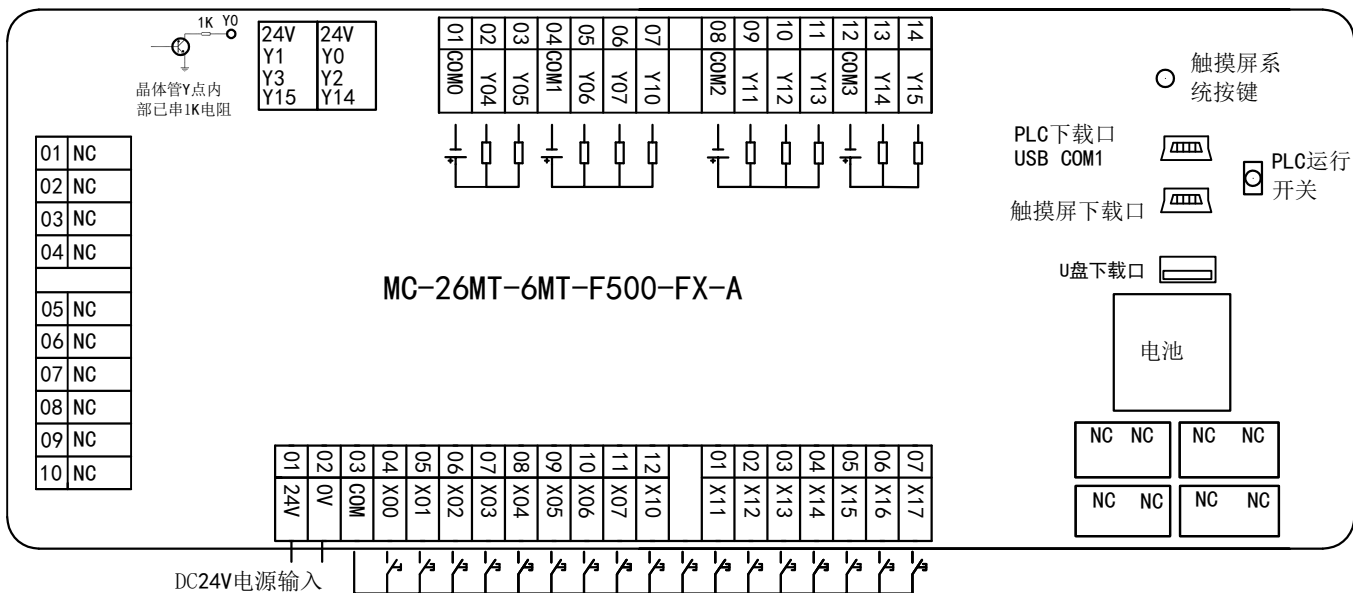 1K Y0
晶体管Y点内
部已串1K电阻
24V 24V
Y1 Y0
Y3 Y2
Y15 Y14
01 02 03 04 05 06 07 08 09 10 11 12 13 14
COM0 Y04 Y05 COM1 Y06 Y07 Y10 COM2 Y11 Y12 Y13 COM3 Y14 Y15
触摸屏系
统按键
PLC下载口
USB COM1
PLC运行
开关
触摸屏下载口
U盘下载口
电池
01 NC
02 NC
03 NC
04 NC
05 NC
06 NC
07 NC
08 NC
09 NC
10 NC
MC-26MT-6MT-F500-FX-A
NC NC NC NC
NC NC NC NC
01 02 03 04 05 06 07 08 09 10 11 12 01 02 03 04 05 06 07
24V 0V COM X00 X01 X02 X03 X04 X05 X06 X07 X10 X11 X12 X13 X14 X15 X16 X17
DC24V电源输入